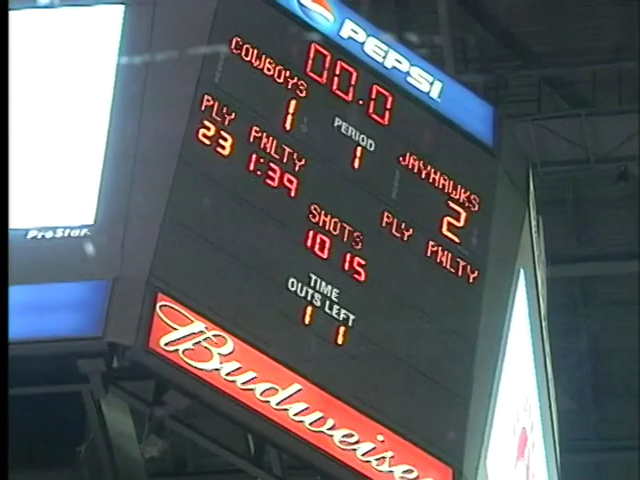 PEPSI
COWBOYS
00.0
1
PERIOD
1
JAYHAWKS
2
PLY PNLTY
23 1:39
PLY PNLTY
SHOTS
10 15
TIME
OUTS LEFT
1 1
ProStar
Budweiser